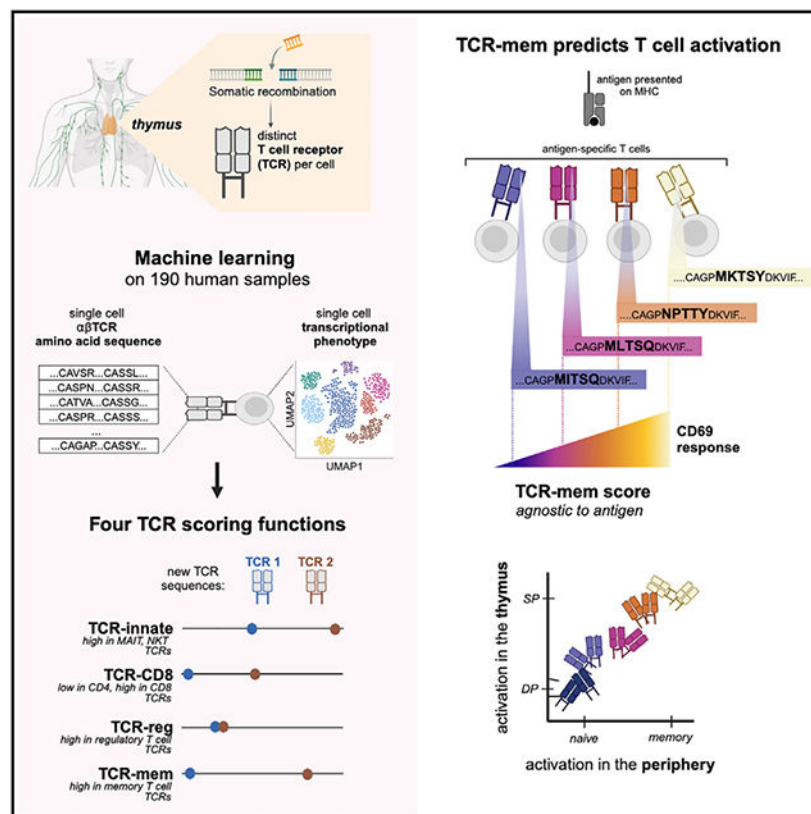 Somatic recombination
thymus
distinct
T cell receptor
(TCR) per cell
Machine learning
on 190 human samples
single cell
αβTCR
amino acid sequence
...CAVSR...CASSL...
...CASPN...CASSR...
...CATVA...CASSG...
...CASPR...CASSS...
...
...CAGAP...CASSY...
single cell
transcriptional
phenotype
UMAP2
UMAP1
Four TCR scoring functions
new TCR
sequences:
TCR 1
TCR 2
TCR-innate
high in MAIT, NKT
TCRs
TCR-CD8
low in CD4, high in CD8
TCRs
TCR-reg
high in regulatory T cell
TCRs
TCR-mem
high in memory T cell
TCRs
TCR-mem predicts T cell activation
antigen presented
on MHC
antigen-specific T cells
....CAGPMKTSYDKVIF...
....CAGPNPTTYDKVIF...
...CAGPMLTSQDKVIF...
...CAGPMITSQDKVIF...
CD69
response
TCR-mem score
agnostic to antigen
activation in the thymus
SP
DP
naive
memory
activation in the periphery